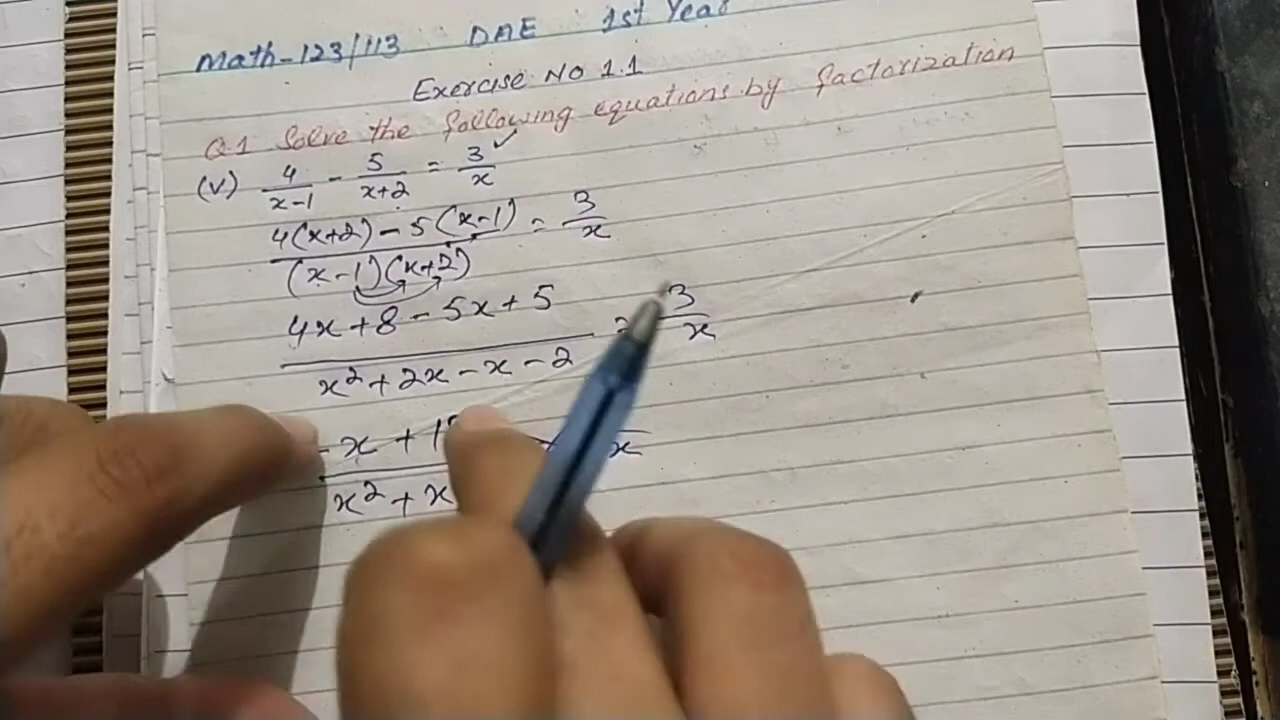 Math-123/113 DAE 1st Year
Exercise No 1.1
Q.1 Solve the following equations by factorization
(v) 4/(x-1) - 5/(x+2) = 3/x ✓
(4(x+2) - 5(x-1))/((x-1)(x+2)) = 3/x
(4x+8-5x+5)/(x²+2x-x-2) = 3/x
(-x+1)/(x²+x) = /x